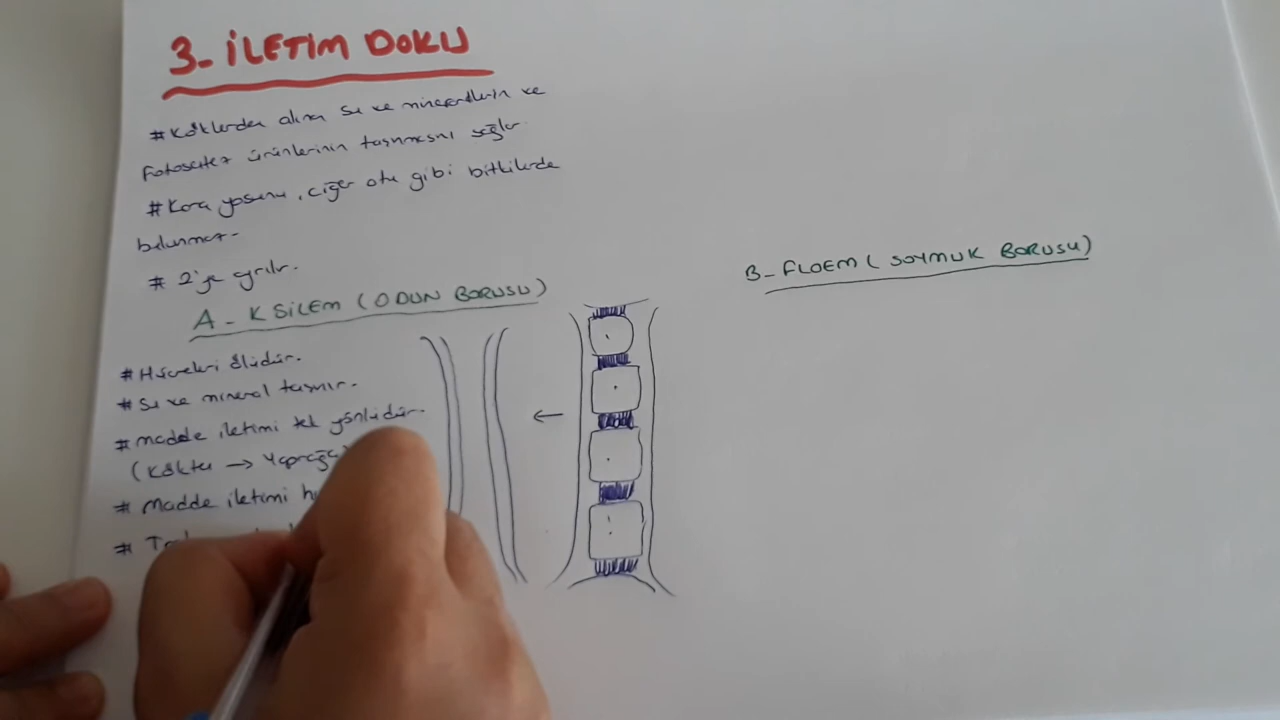 3- İLETİM DOKU
# Köklerden alınan su ve minerallerin ve
fotosentez ürünlerinin taşınmasını sağlar.
# Kara yosunu, ciğer otu gibi bitkilerde
bulunmaz.
# 2'ye ayrılır.
A - KSİLEM (ODUN BORUSU)
# Hücreleri ölüdür.
# Su ve mineral taşınır.
# Madde iletimi tek yönlüdür.
(Kökten → Yaprağa
# Madde iletimi
#
B- FLOEM (SOYMUK BORUSU)